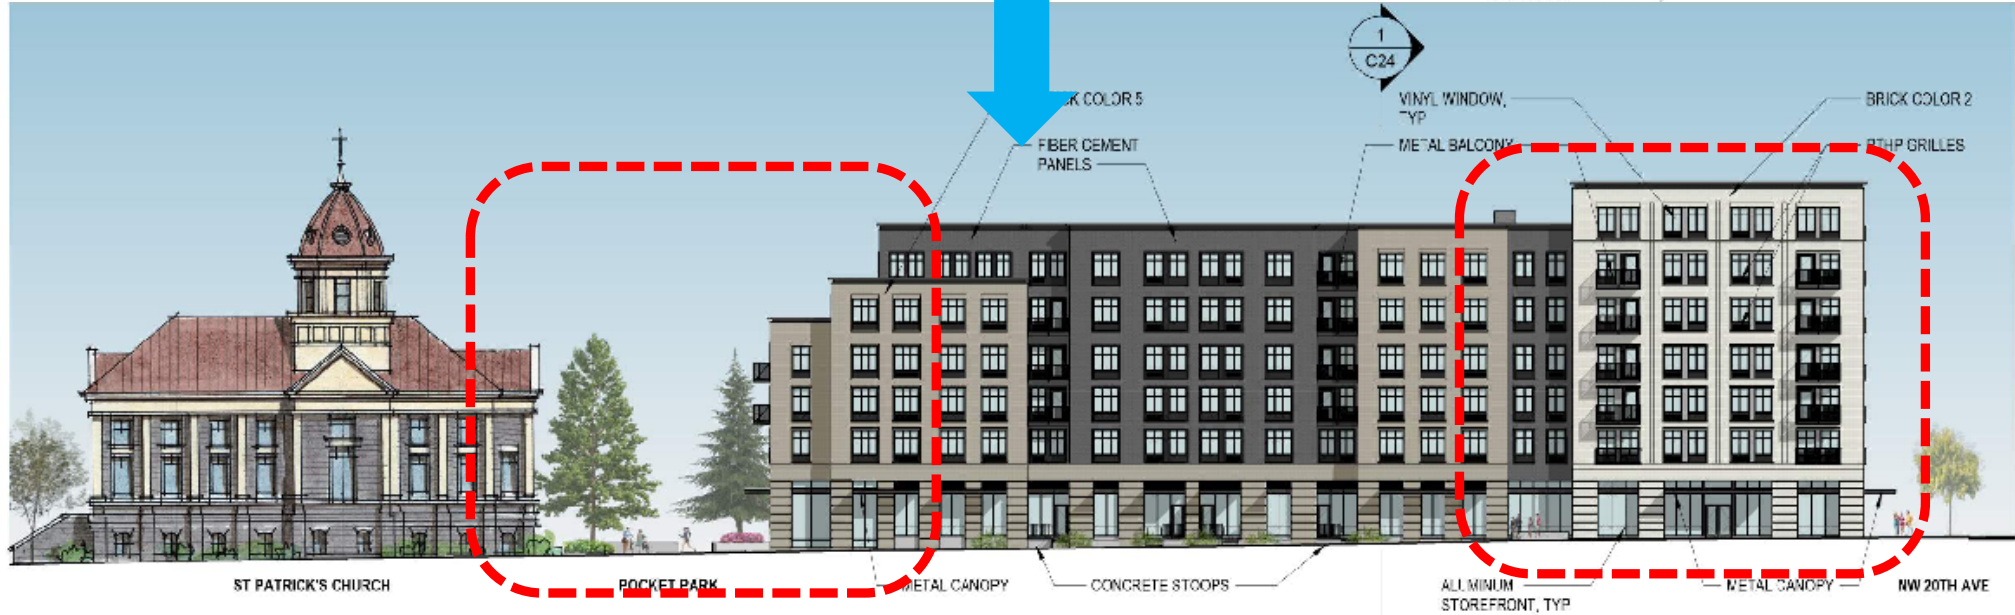 1
C24
COLOR 5
FIBER CEMENT
PANELS
VINYL WINDOW,
TYP
METAL BALCONY
BRICK COLOR 2
PTHP GRILLES
ST PATRICK'S CHURCH
POCKET PARK
METAL CANOPY
CONCRETE STOOPS
ALUMINUM
STOREFRONT, TYP
METAL CANOPY
NW 20TH AVE